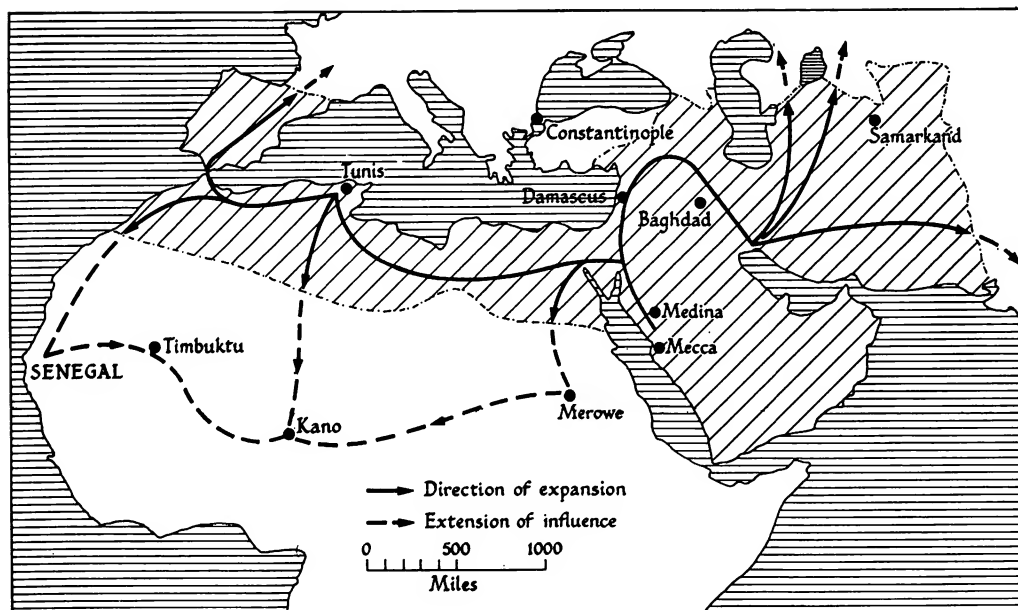 Constantinople
Samarkand
Tunis
Damascus
Baghdad
Medina
Mecca
Timbuktu
SENEGAL
Merowe
Kano
Direction of expansion
Extension of influence
0 500 1000
Miles